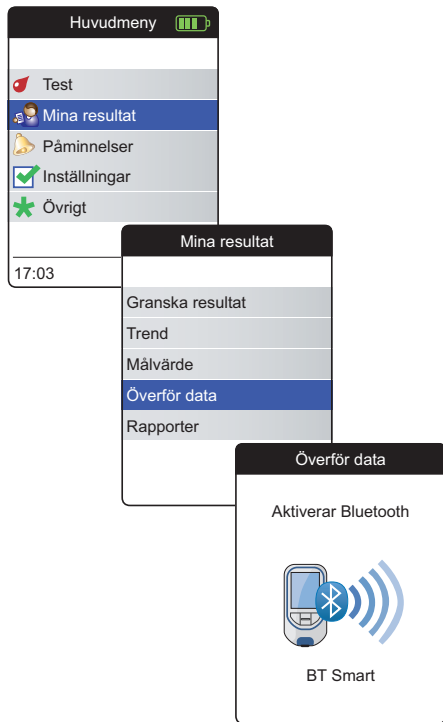 Huvudmeny
Test
Mina resultat
Påminnelser
Inställningar
Övrigt
17:03
Mina resultat
Granska resultat
Trend
Målvärde
Överför data
Rapporter
Överför data
Aktiverar Bluetooth
BT Smart